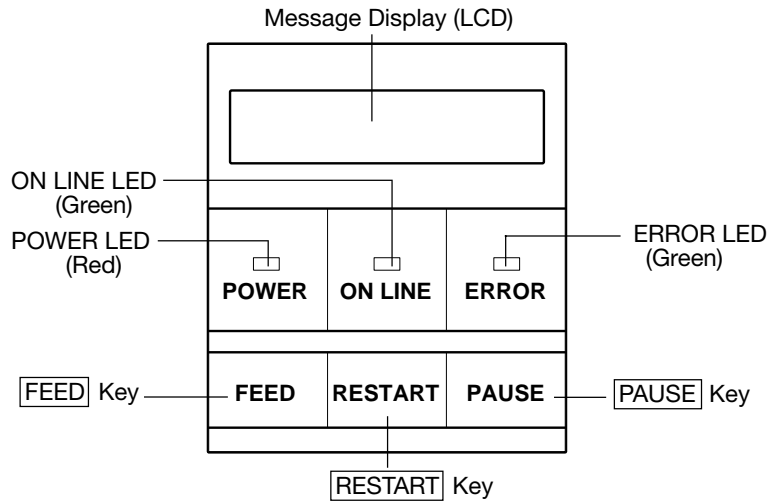 Message Display (LCD)
ON LINE LED
(Green)
POWER LED
(Red)
ERROR LED
(Green)
POWER
ON LINE
ERROR
FEED Key
FEED
RESTART
PAUSE
PAUSE Key
RESTART Key